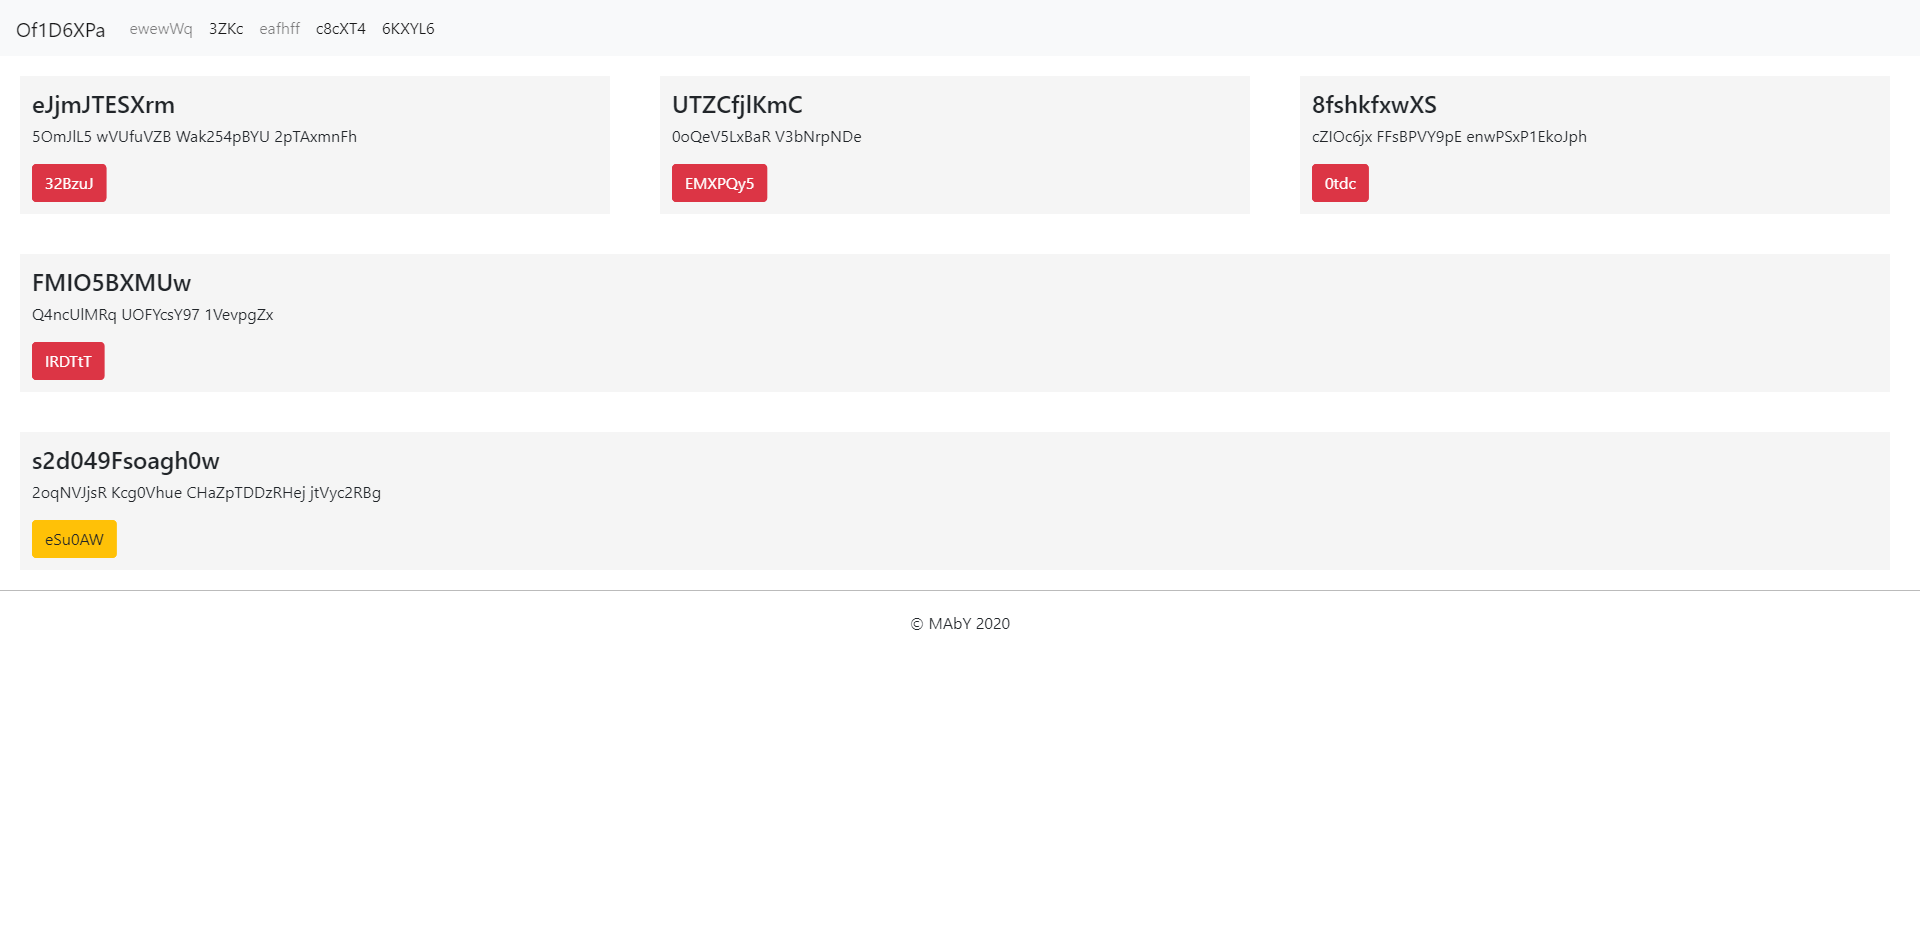 Of1D6XPa ewewWq 3ZKc eafhff c8cXT4 6KXYL6
eJjmJTESXrm
5OmJlL5 wVUfuVZB Wak254pBYU 2pTAxmnFh
32BzuJ
UTZCfjlKmC
0oQeV5LxBaR V3bNrpNDe
EMXPQy5
8fshkfxwXS
cZIOc6jx FFsBPVY9pE enwPSxP1EkoJph
0tdc
FMIO5BXMUw
Q4ncUlMRq UOFYcsY97 1VevpgZx
IRDTtT
s2d049Fsoagh0w
2oqNVJjsR Kcg0Vhue CHaZpTDDzRHej jtVyc2RBg
eSu0AW
© MAbY 2020